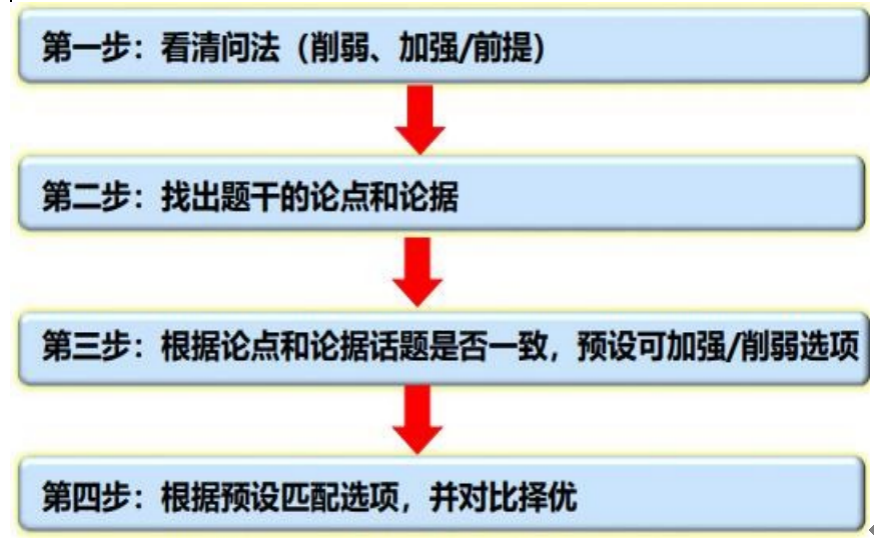 第一步：看清问法（削弱、加强/前提）
第二步：找出题干的论点和论据
第三步：根据论点和论据话题是否一致，预设可加强/削弱选项
第四步：根据预设匹配选项，并对比择优